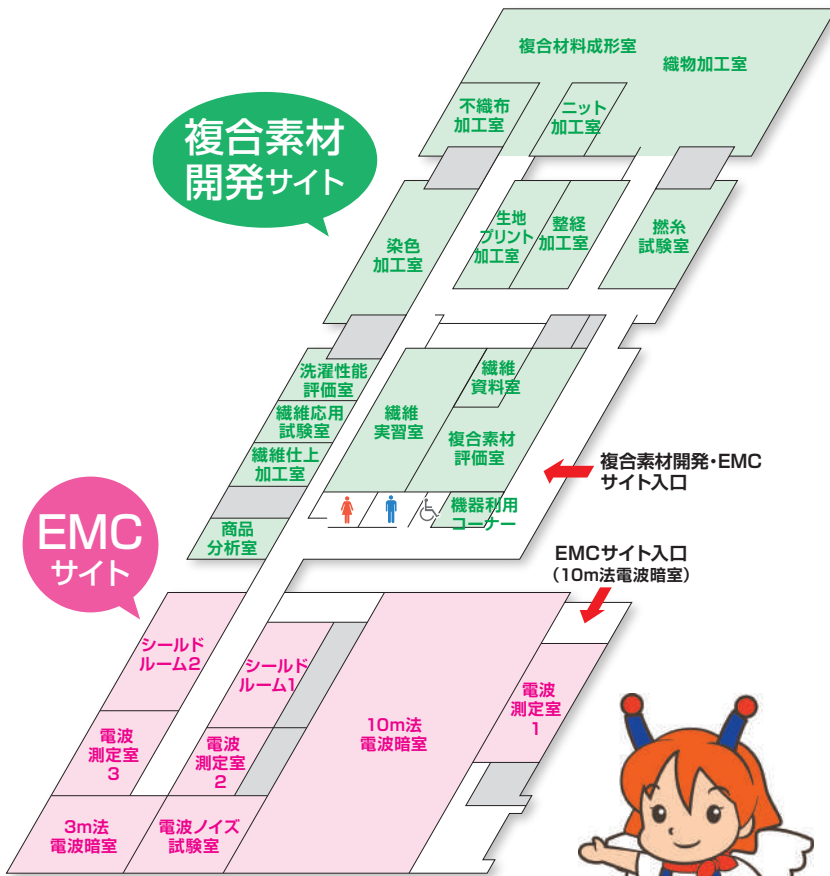 複合材料成形室
織物加工室
不織布
加工室
ニット
加工室
複合素材
開発サイト
生地
プリント
加工室
整経
加工室
撚糸
試験室
染色
加工室
洗濯性能
評価室
繊維
資料室
繊維応用
試験室
繊維
実習室
複合素材
評価室
繊維仕上
加工室
複合素材開発・EMC
サイト入口
機器利用
コーナー
商品
分析室
EMC
サイト
EMCサイト入口
(10m法電波暗室)
シールド
ルーム2
シールド
ルーム1
電波
測定室
1
10m法
電波暗室
電波
測定室
3
電波
測定室
2
3m法
電波暗室
電波ノイズ
試験室